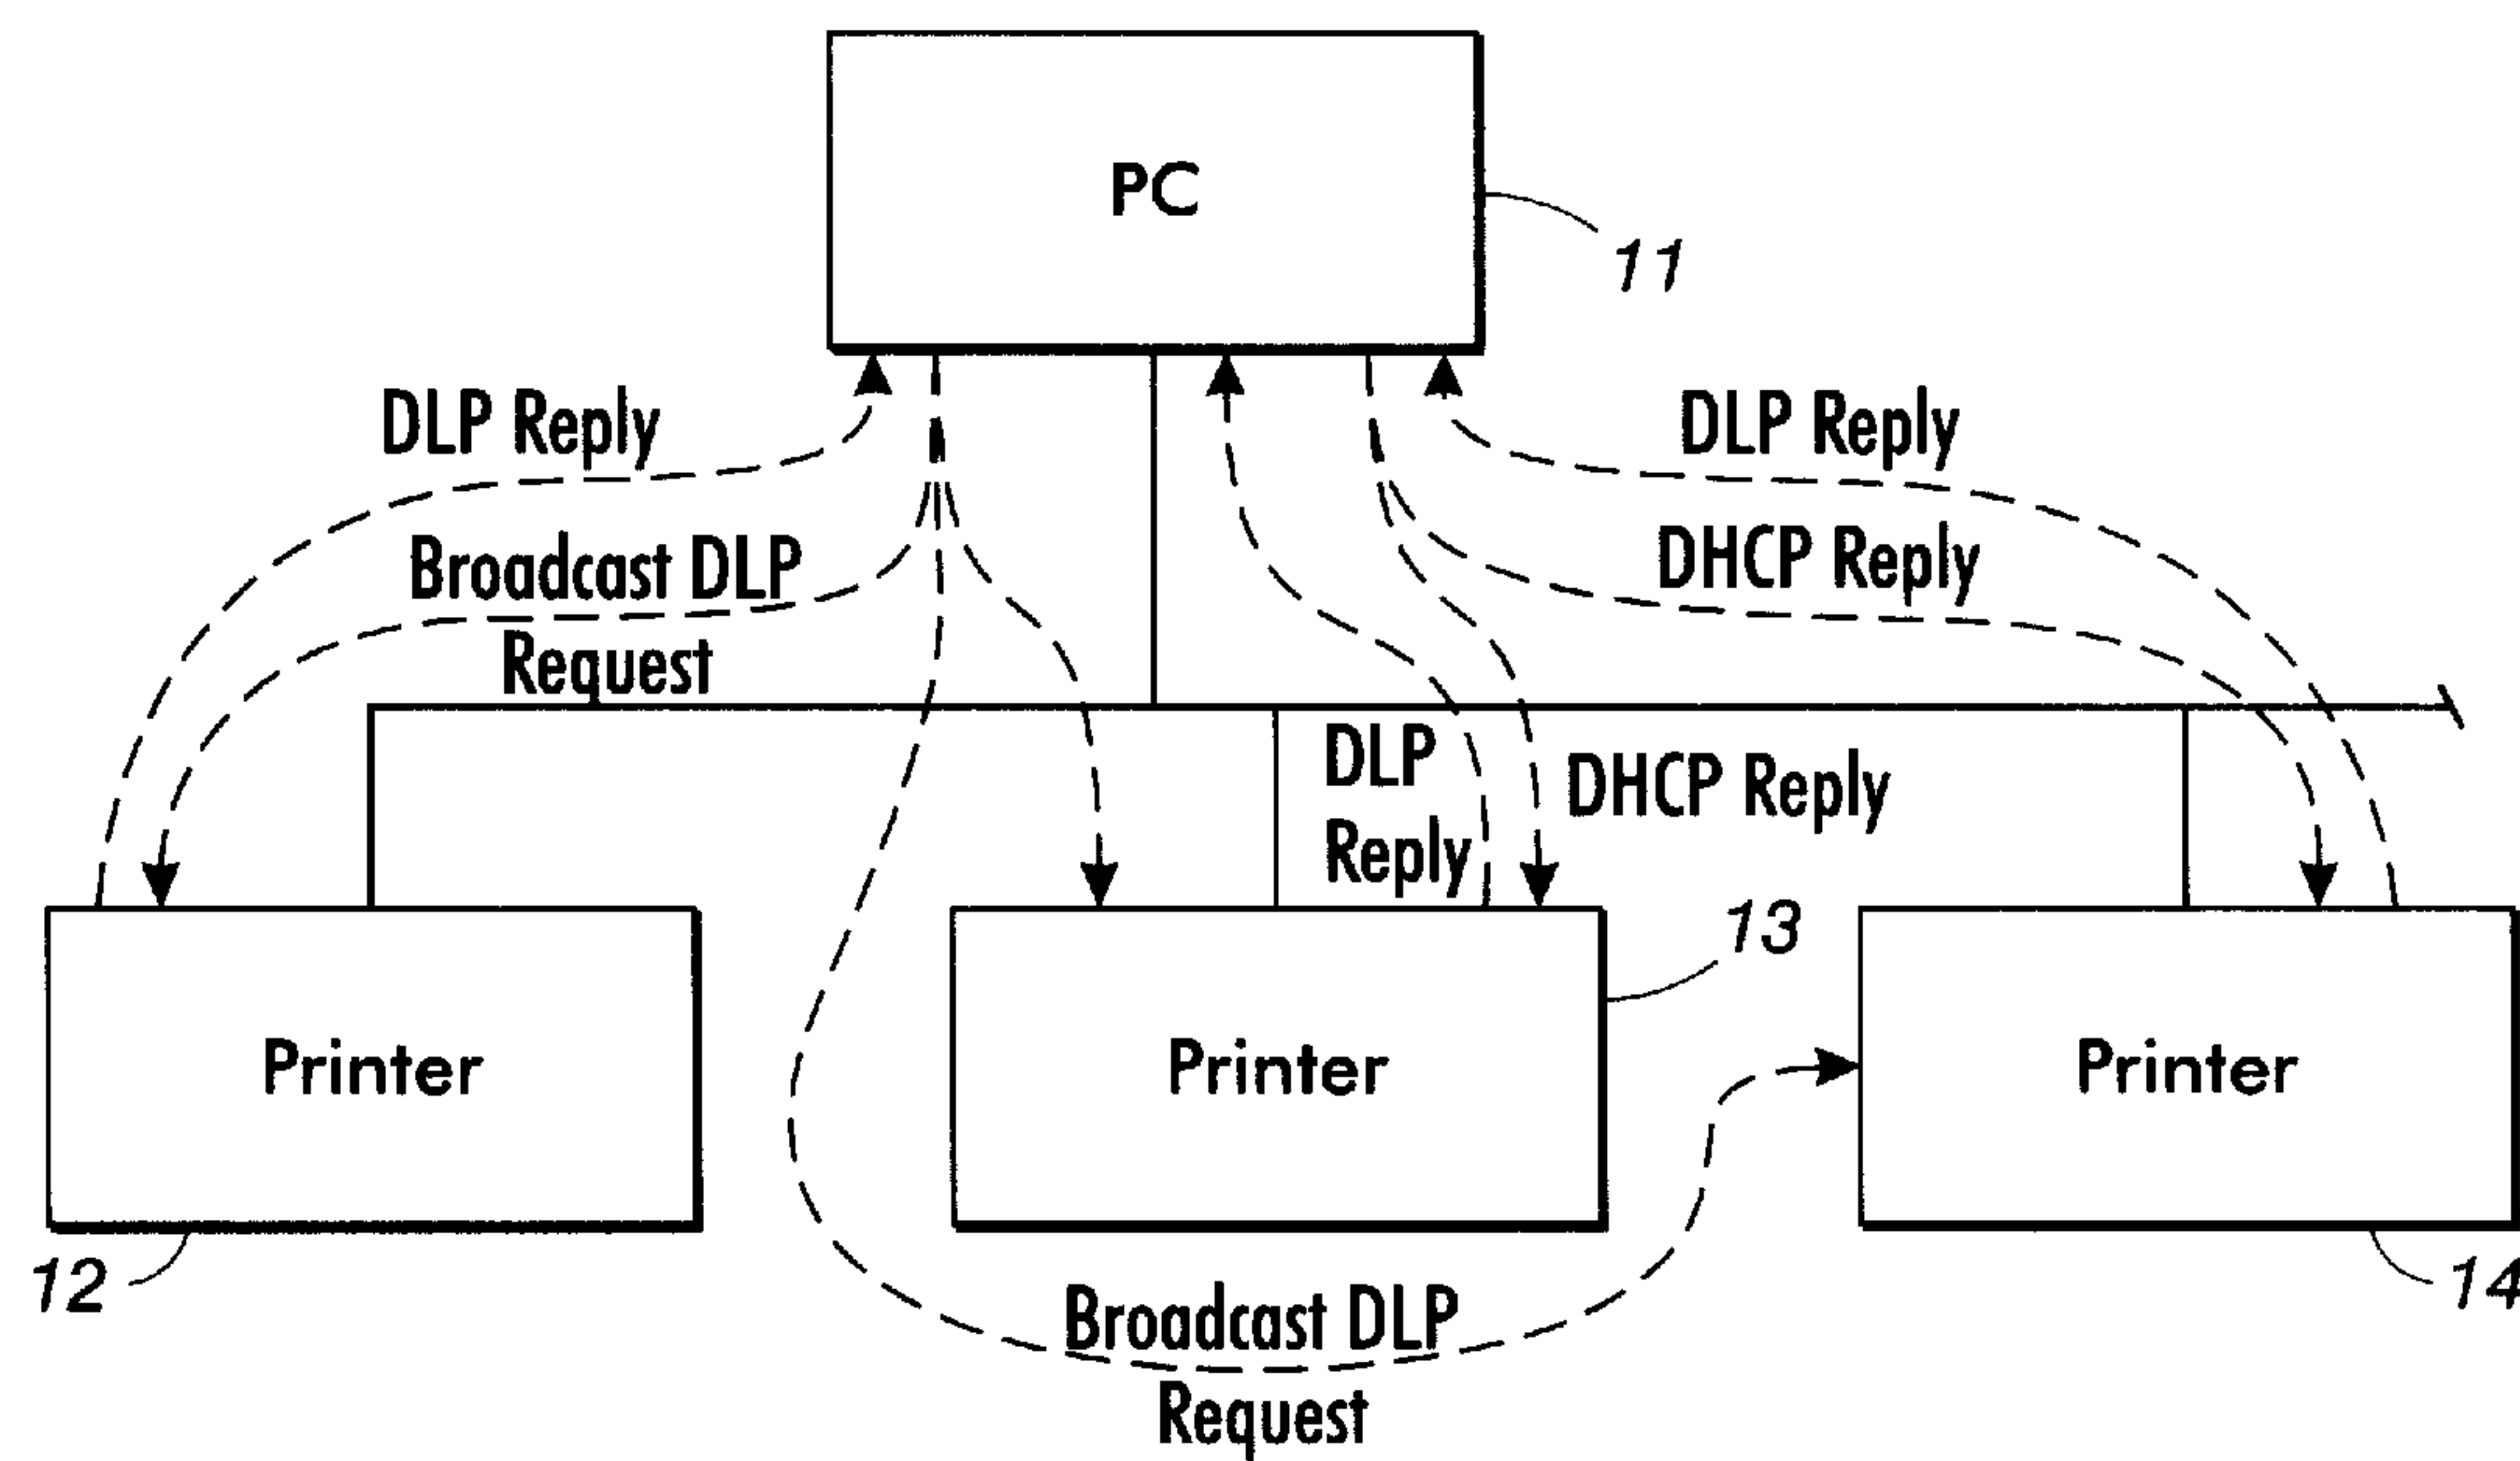 PC
11
DLP Reply
DLP Reply
Broadcast DLP
Request
DHCP Reply
DLP
Reply
DHCP Reply
13
Printer
Printer
Printer
12
14
Broadcast DLP
Request